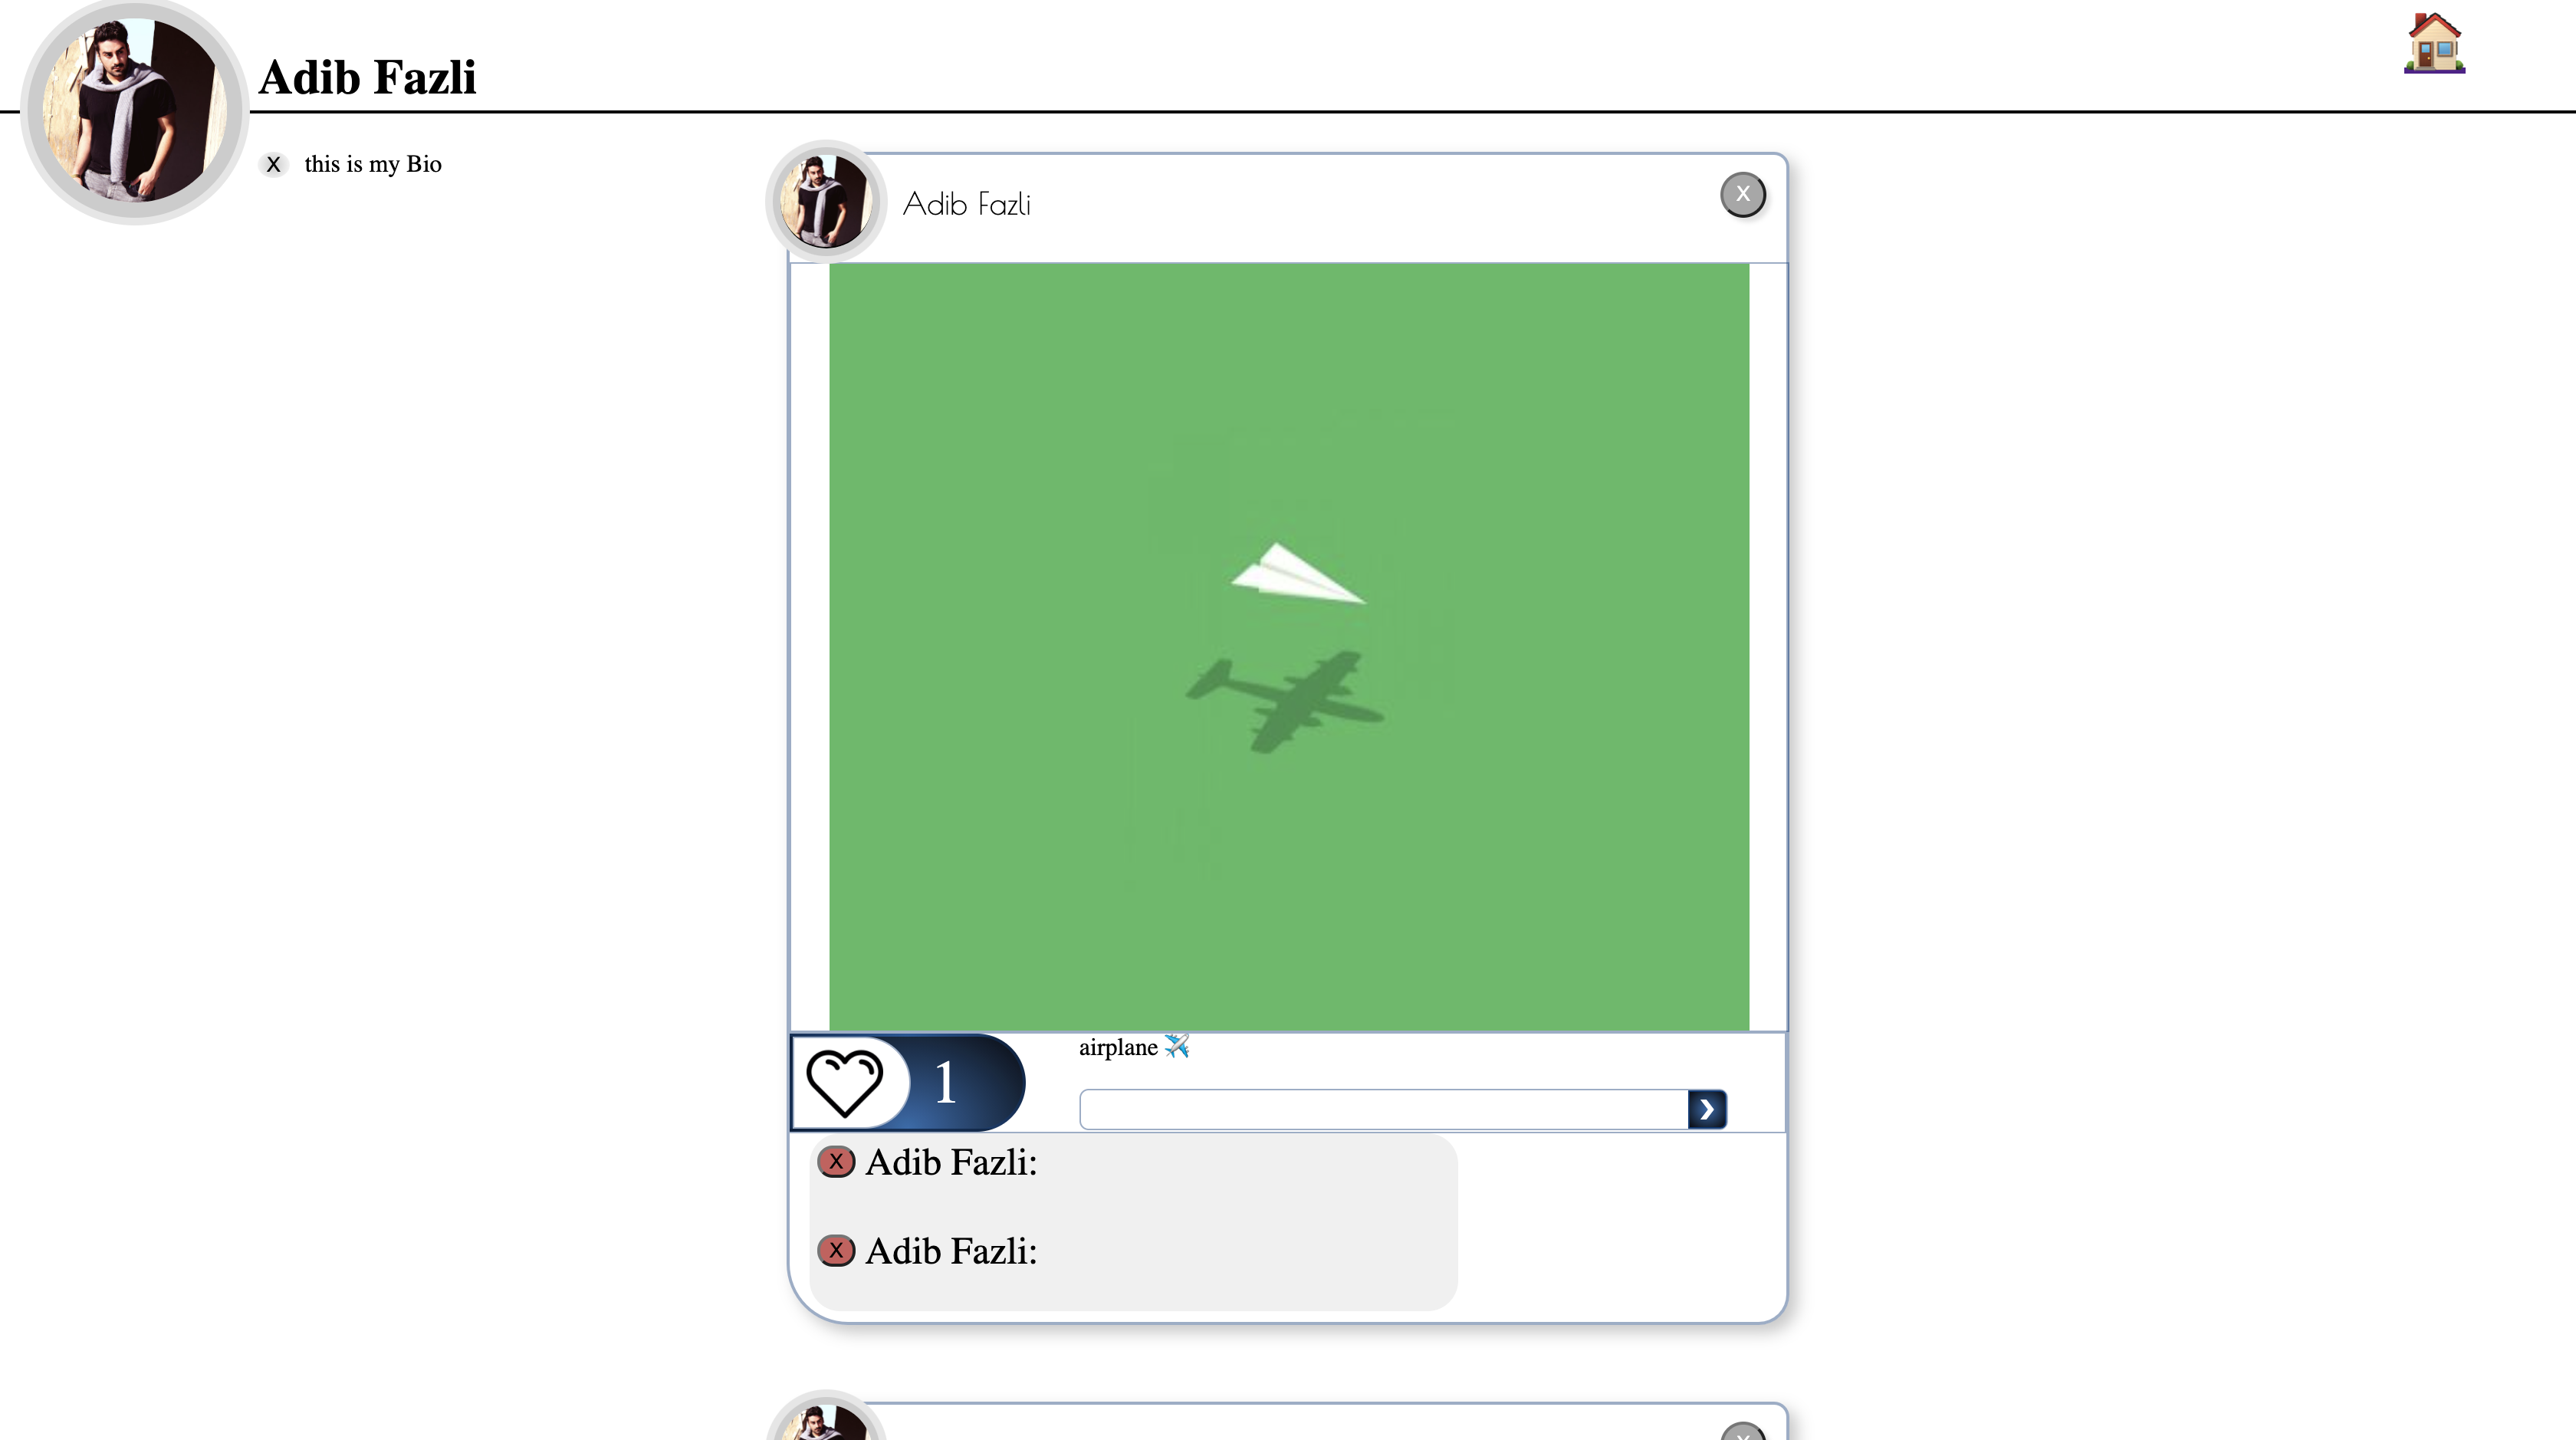 Adib Fazli
X this is my Bio
Adib Fazli
X
1
airplane ✈️
X Adib Fazli:
X Adib Fazli:
X